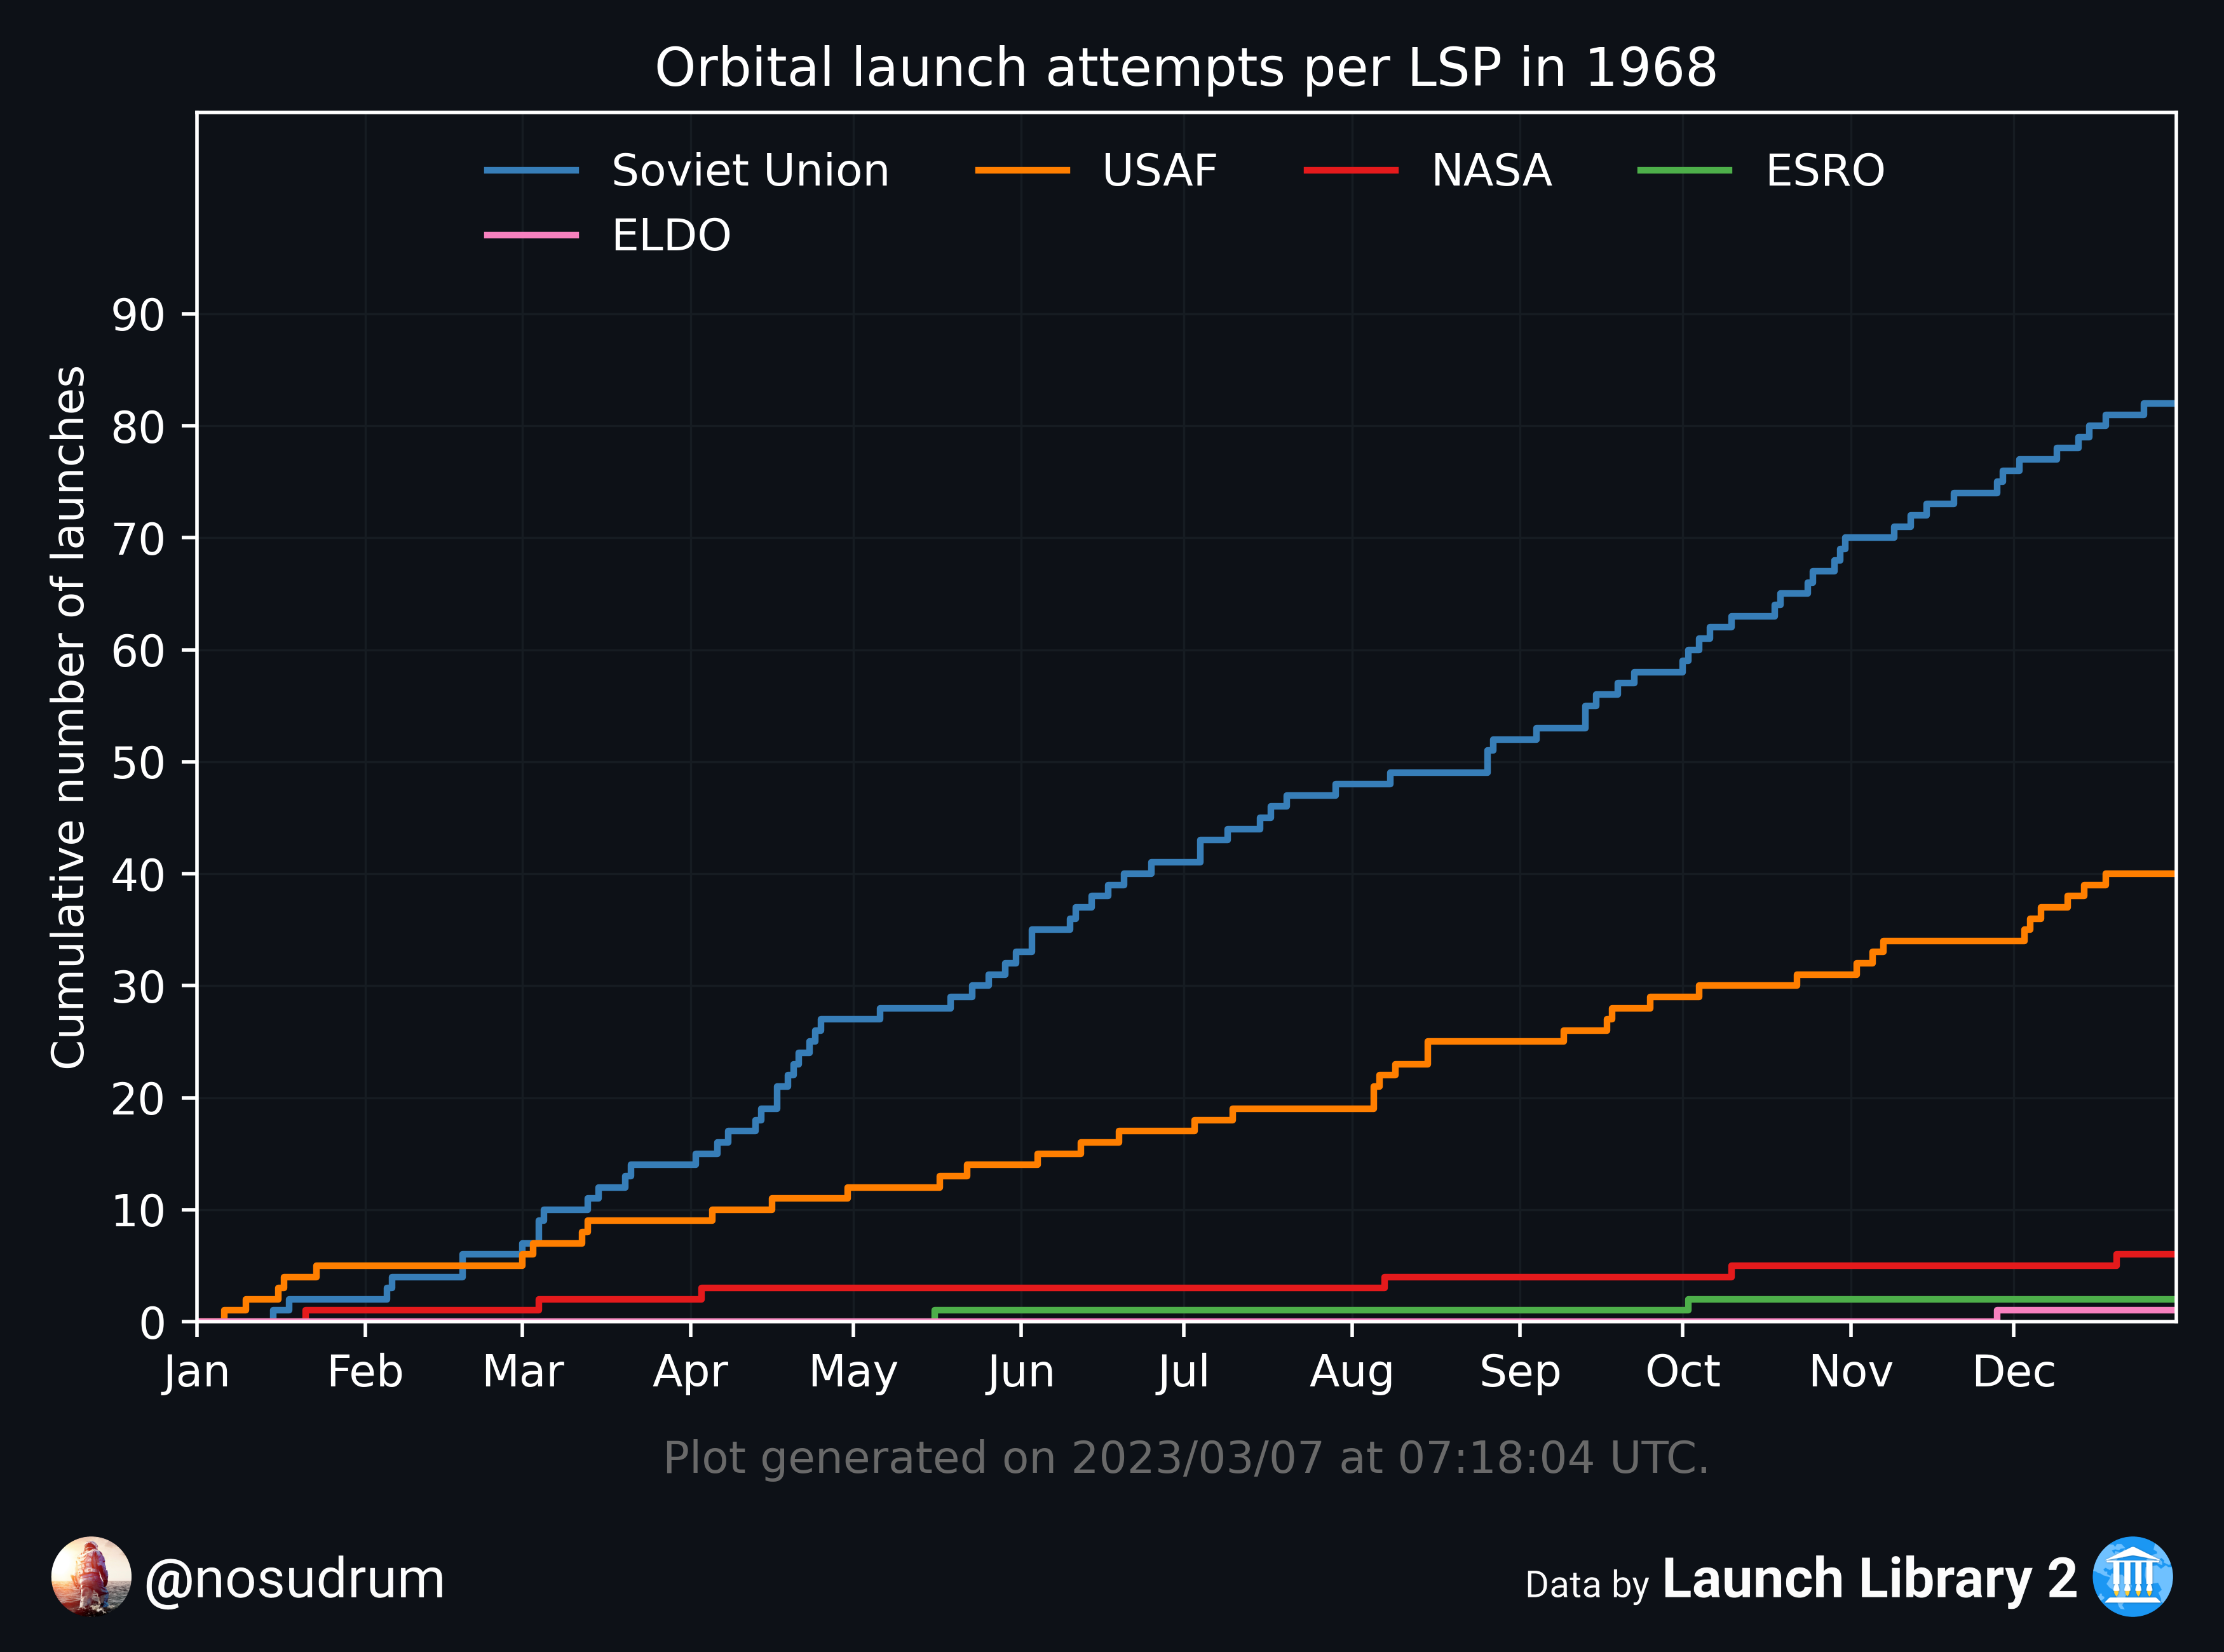 Orbital launch attempts per LSP in 1968
Soviet Union USAF NASA ESRO
ELDO
Cumulative number of launches
90
80
70
60
50
40
30
20
10
0
Jan Feb Mar Apr May Jun Jul Aug Sep Oct Nov Dec
Plot generated on 2023/03/07 at 07:18:04 UTC.
@nosudrum
Data by Launch Library 2